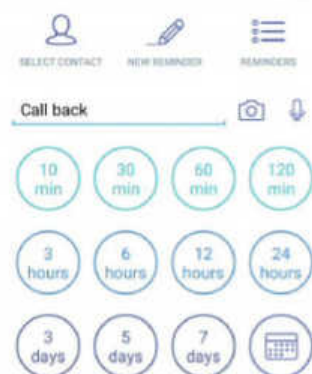 SELECT CONTACT NEW REMINDER REMINDERS
Call back
10 min 30 min 60 min 120 min
3 hours 6 hours 12 hours 24 hours
3 days 5 days 7 days